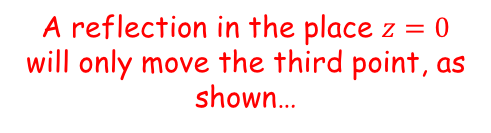 A reflection in the place z = 0
will only move the third point, as
shown...